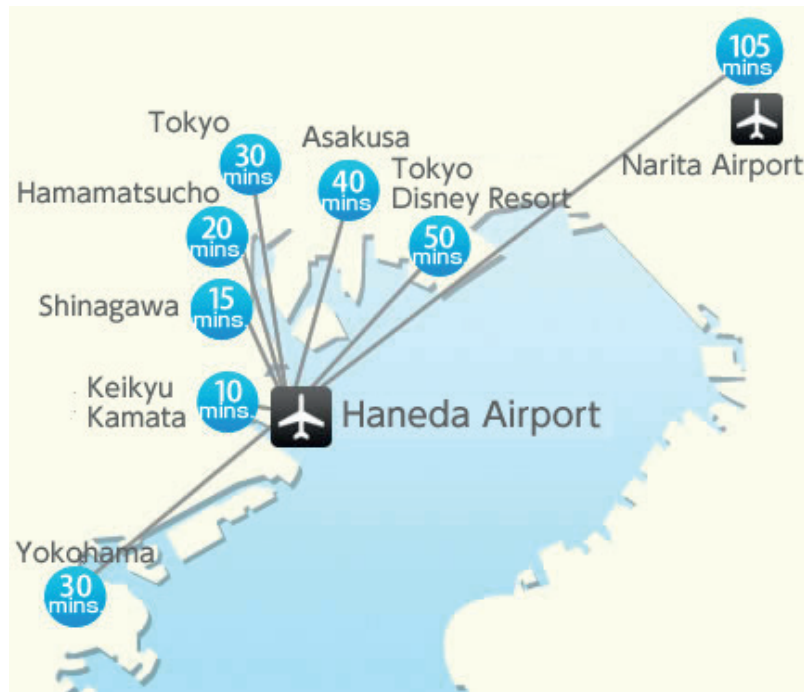 105
mins.
Narita Airport
Tokyo
30
mins
Asakusa
40
mins
Tokyo
Disney Resort
50
mins.
Hamamatsucho
20
mins.
Shinagawa
15
mins.
Keikyu
Kamata
10
mins.
Haneda Airport
Yokohama
30
mins.